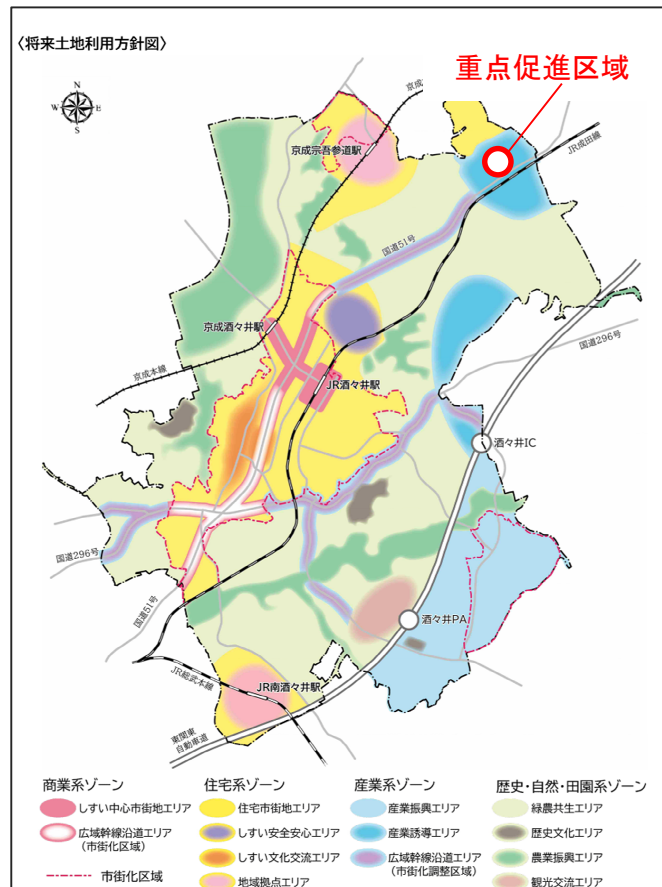 〈将来土地利用方針図〉
重点促進区域
N
W
E
S
京成宗吾参道駅
JR成田線
国道51号
京成酒々井駅
国道296号
京成本線
JR酒々井駅
酒々井IC
国道296号
国道51号
酒々井PA
JR総武本線
JR南酒々井駅
東関東
自動車道
商業系ゾーン
しすい中心市街地エリア
広域幹線沿道エリア
(市街化区域)
市街化区域
住宅系ゾーン
住宅市街地エリア
しすい安全安心エリア
しすい文化交流エリア
地域拠点エリア
産業系ゾーン
産業振興エリア
産業誘導エリア
広域幹線沿道エリア
(市街化調整区域)
歴史・自然・田園系ゾーン
緑農共生エリア
歴史文化エリア
農業振興エリア
観光交流エリア